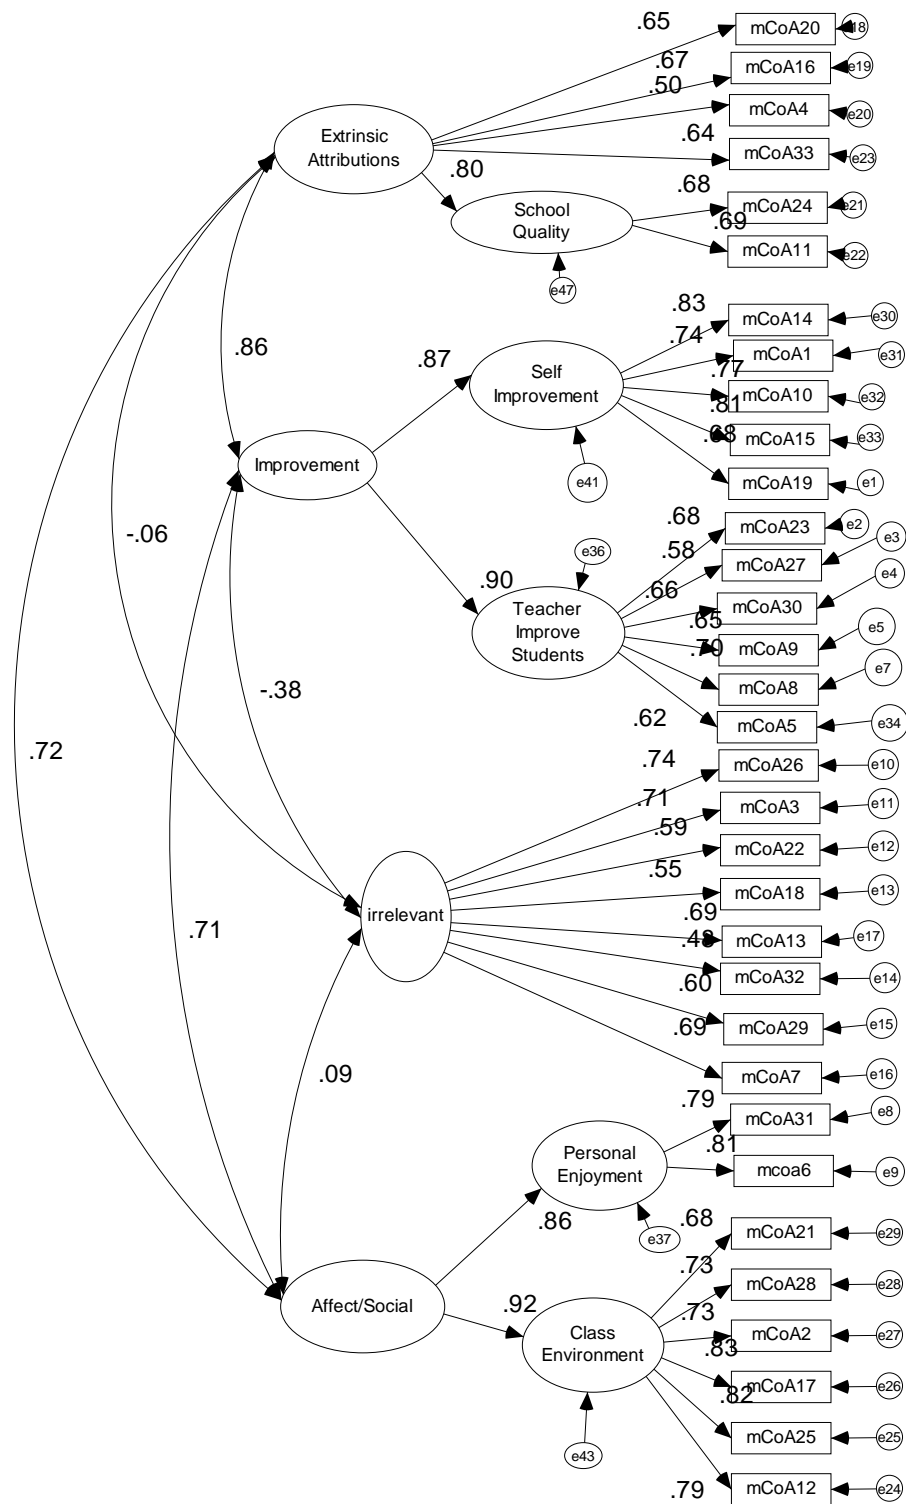 .65
mCoA20
e18
.67
mCoA16
e19
.50
mCoA4
e20
Extrinsic
Attributions
.64
mCoA33
e23
.80
.68
mCoA24
e21
School
Quality
.69
mCoA11
e22
e47
.83
mCoA14
e30
.74
mCoA1
e31
.86
.87
Self
Improvement
.77
mCoA10
e32
.81
mCoA15
e33
.68
mCoA19
e1
Improvement
e41
-.06
.68
mCoA23
e2
e36
.58
mCoA27
e3
.90
.66
mCoA30
e4
Teacher
Improve
Students
.65
mCoA9
e5
.70
mCoA8
e7
-.38
.62
mCoA5
e34
.72
.74
mCoA26
e10
.71
mCoA3
e11
.59
mCoA22
e12
.55
mCoA18
e13
irrelevant
.71
.69
mCoA13
e17
.48
mCoA32
e14
.60
mCoA29
e15
.69
mCoA7
e16
.09
.79
mCoA31
e8
Personal
Enjoyment
.81
mcoa6
e9
.86
e37
.68
mCoA21
e29
.73
mCoA28
e28
Affect/Social
.92
.73
mCoA2
e27
Class
Environment
.83
mCoA17
e26
.82
mCoA25
e25
e43
.79
mCoA12
e24